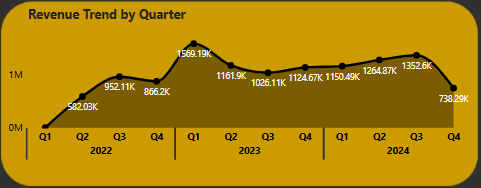 Revenue Trend by Quarter
1M
0M
582.03K
952.11K
866.2K
1569.19K
1161.9K
1026.11K
1124.67K
1150.49K
1264.87K
1352.6K
738.29K
Q1 Q2 Q3 Q4 Q1 Q2 Q3 Q4 Q1 Q2 Q3 Q4
2022 2023 2024